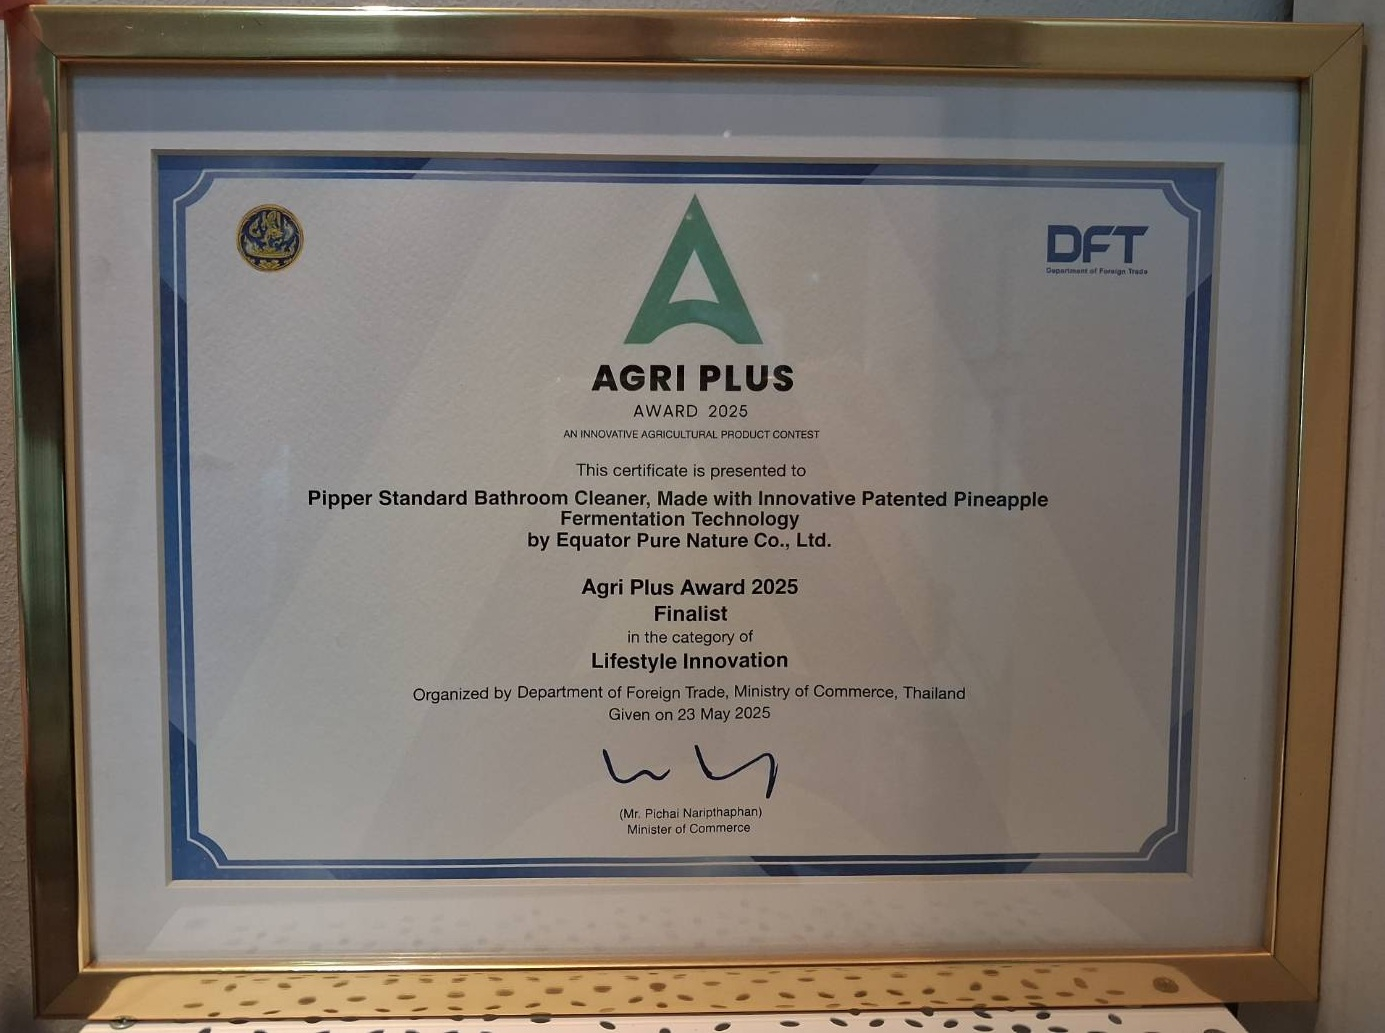 DFT
Department of Foreign Trade
AGRI PLUS
AWARD 2025
AN INNOVATIVE AGRICULTURAL PRODUCT CONTEST
This certificate is presented to
Pipper Standard Bathroom Cleaner, Made with Innovative Patented Pineapple
Fermentation Technology
by Equator Pure Nature Co., Ltd.
Agri Plus Award 2025
Finalist
in the category of
Lifestyle Innovation
Organized by Department of Foreign Trade, Ministry of Commerce, Thailand
Given on 23 May 2025
(Mr. Pichai Naripthaphan)
Minister of Commerce